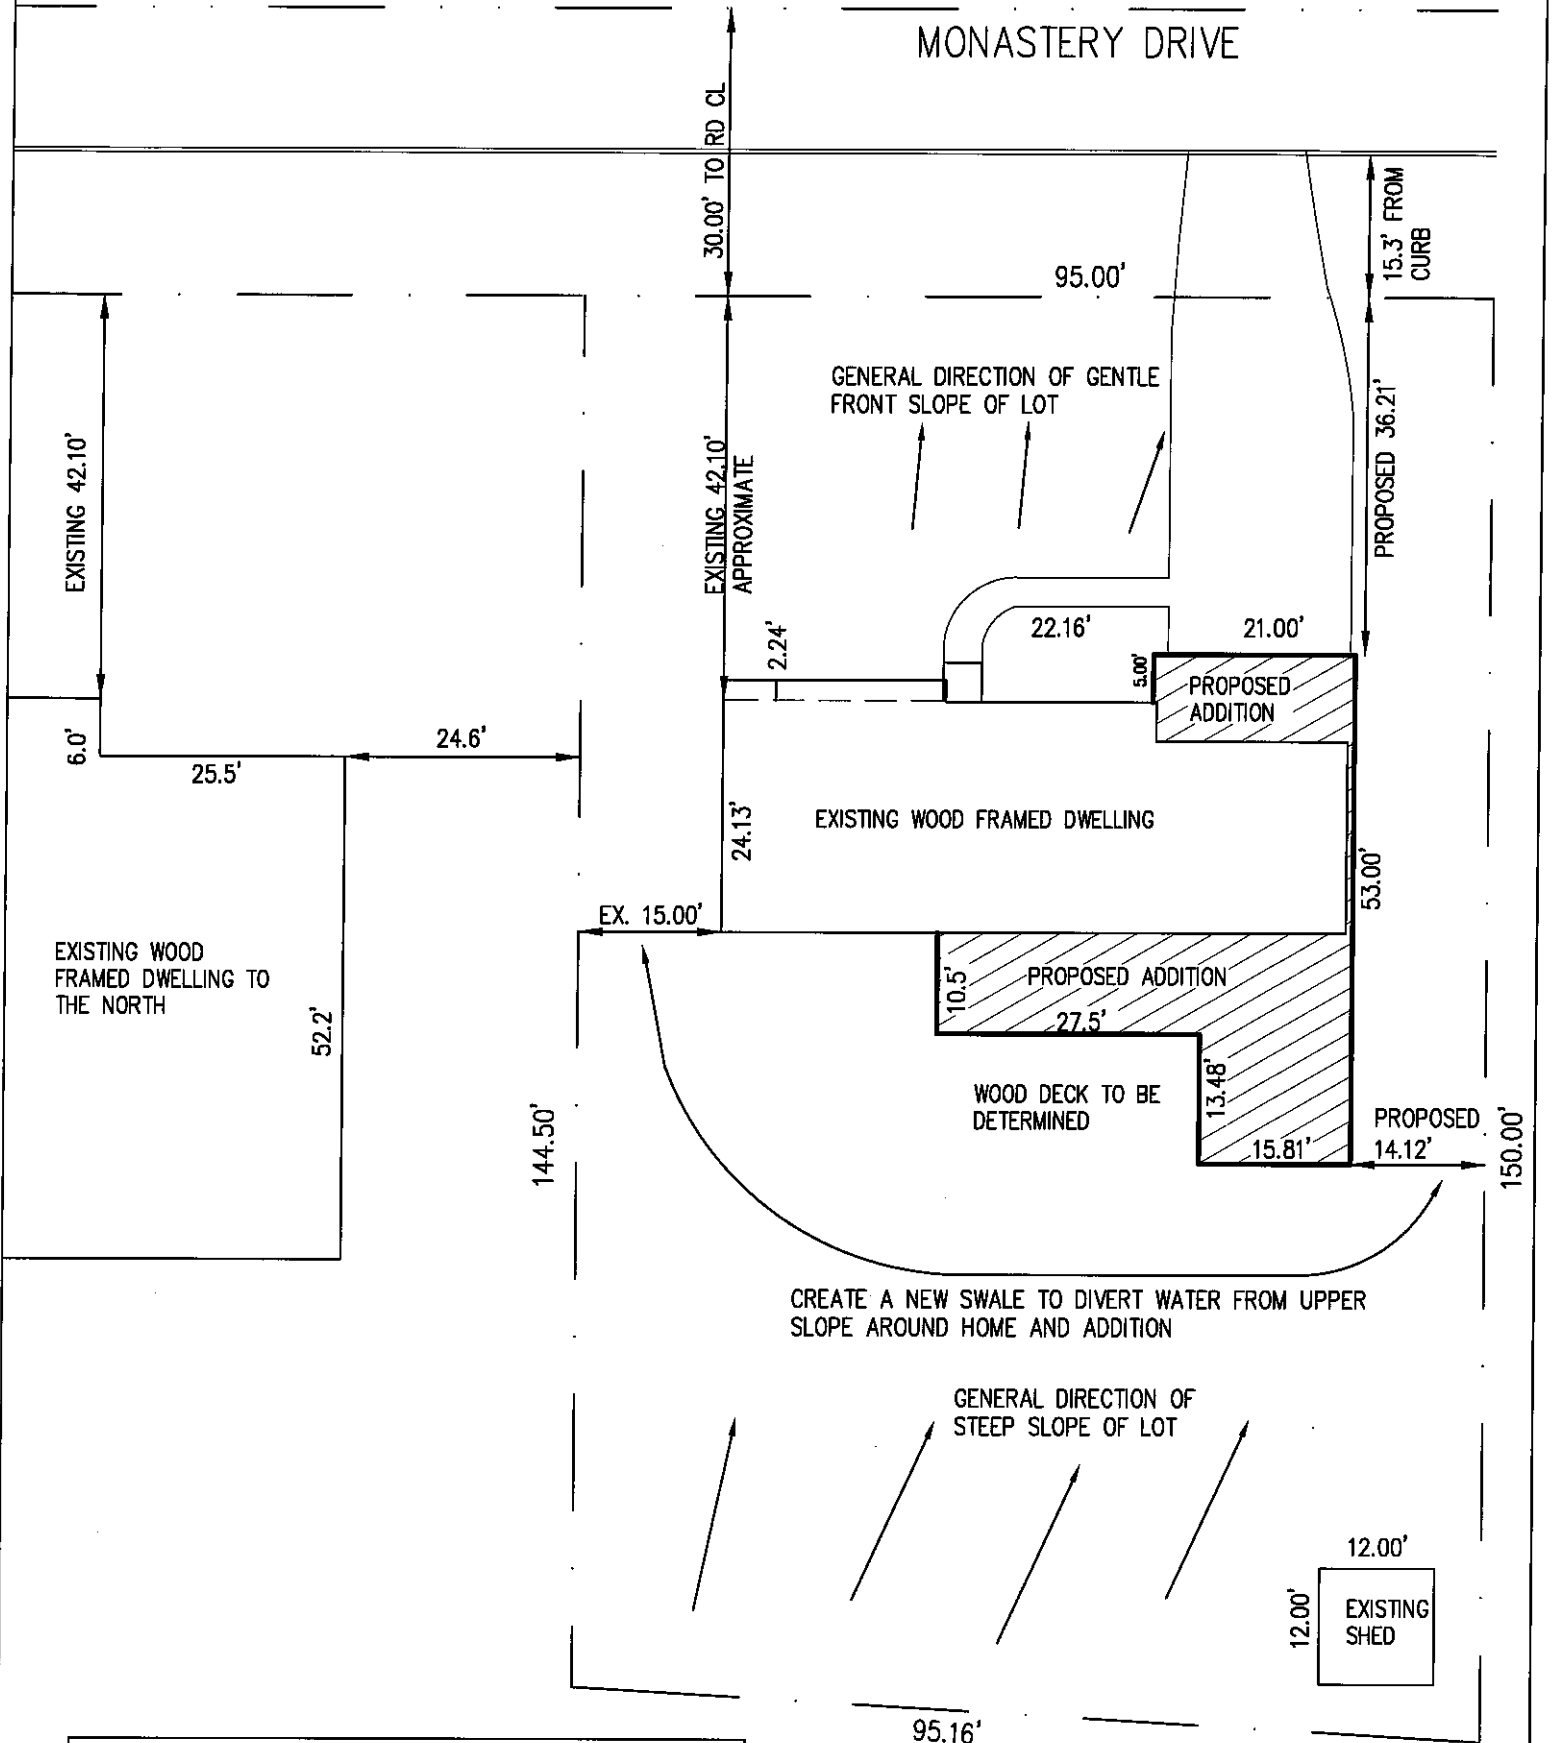 MONASTERY DRIVE
30.00' TO RD CL
15.3' FROM
CURB
95.00'
GENERAL DIRECTION OF GENTLE
FRONT SLOPE OF LOT
EXISTING 42.10'
EXISTING 42.10'
APPROXIMATE
PROPOSED 36.21'
2.24'
22.16'
21.00'
5.00'
PROPOSED
ADDITION
6.0'
25.5'
24.6'
24.13'
EXISTING WOOD FRAMED DWELLING
53.00'
EX. 15.00'
EXISTING WOOD
FRAMED DWELLING TO
THE NORTH
52.2'
10.5'
PROPOSED ADDITION
27.5'
13.48'
WOOD DECK TO BE
DETERMINED
15.81'
PROPOSED
14.12'
144.50'
150.00'
CREATE A NEW SWALE TO DIVERT WATER FROM UPPER
SLOPE AROUND HOME AND ADDITION
GENERAL DIRECTION OF
STEEP SLOPE OF LOT
12.00'
12.00'
EXISTING
SHED
95.16'